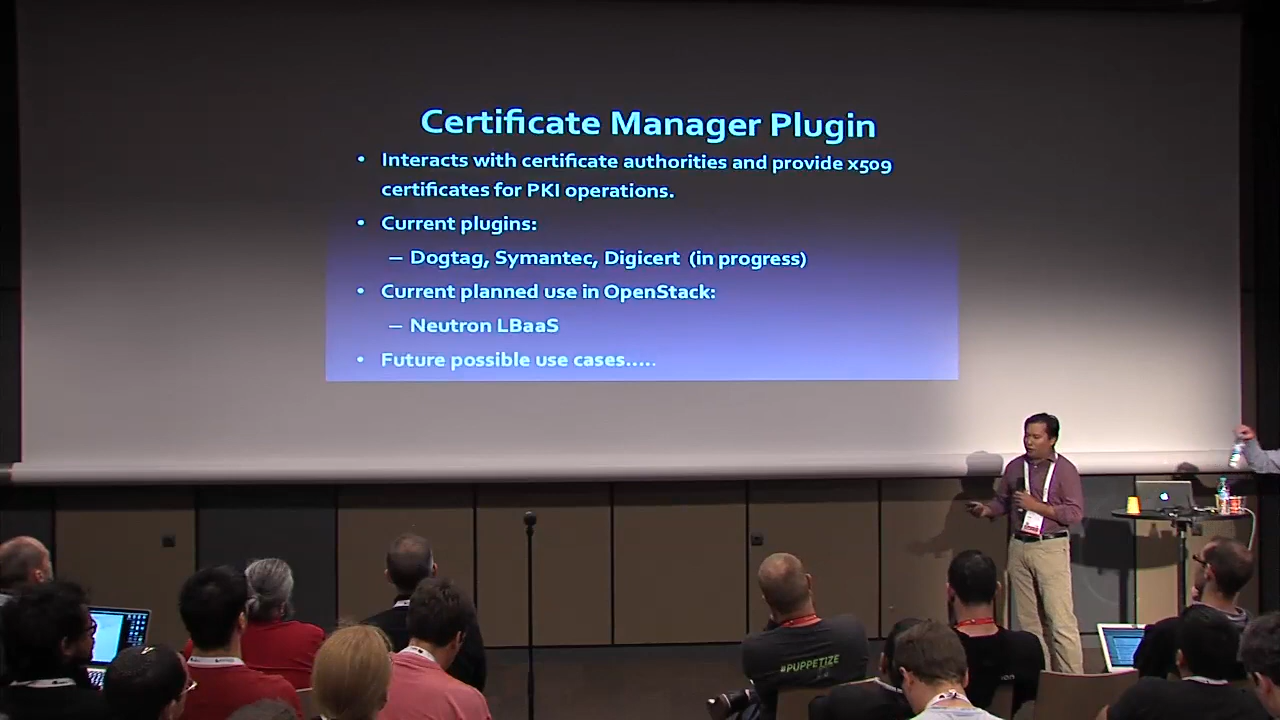 Certificate Manager Plugin
• Interacts with certificate authorities and provide x509
certificates for PKI operations.
• Current plugins:
– Dogtag, Symantec, Digicert (in progress)
• Current planned use in OpenStack:
– Neutron LBaaS
• Future possible use cases.....
#PUPPETIZE